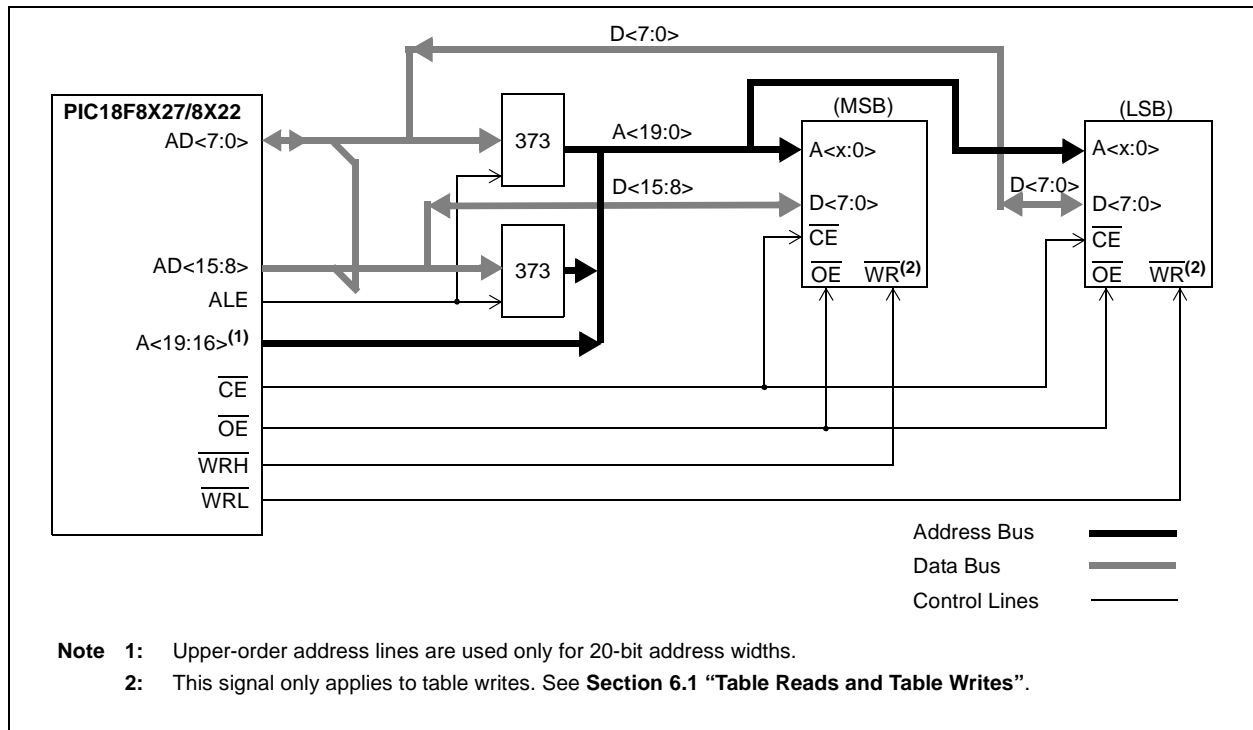 D<7:0>
PIC18F8X27/8X22
AD<7:0>
373
A<19:0>
(MSB)
A<x:0>
(LSB)
A<x:0>
D<15:8>
D<7:0>
D<7:0>
D<7:0>
CE
CE
AD<15:8>
373
OE WR(2)
OE WR(2)
ALE
A<19:16>(1)
CE
OE
WRH
WRL
Address Bus
Data Bus
Control Lines
Note 1: Upper-order address lines are used only for 20-bit address widths.
2: This signal only applies to table writes. See Section 6.1 “Table Reads and Table Writes”.